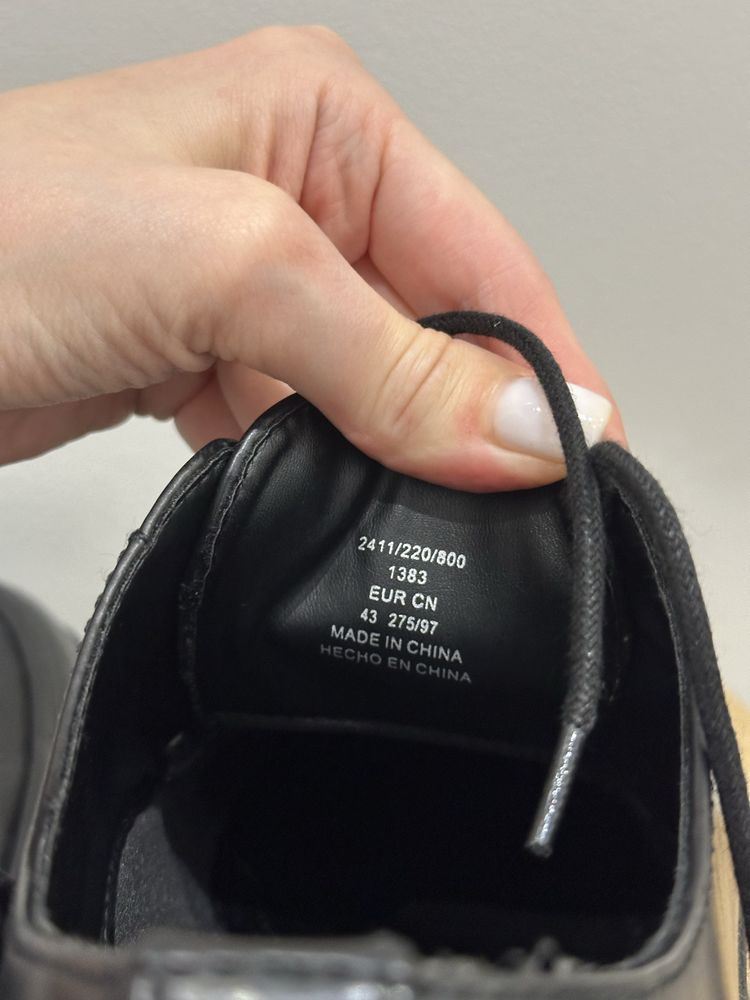 2411/220/800
1383
EUR CN
43 275/97
MADE IN CHINA
HECHO EN CHINA